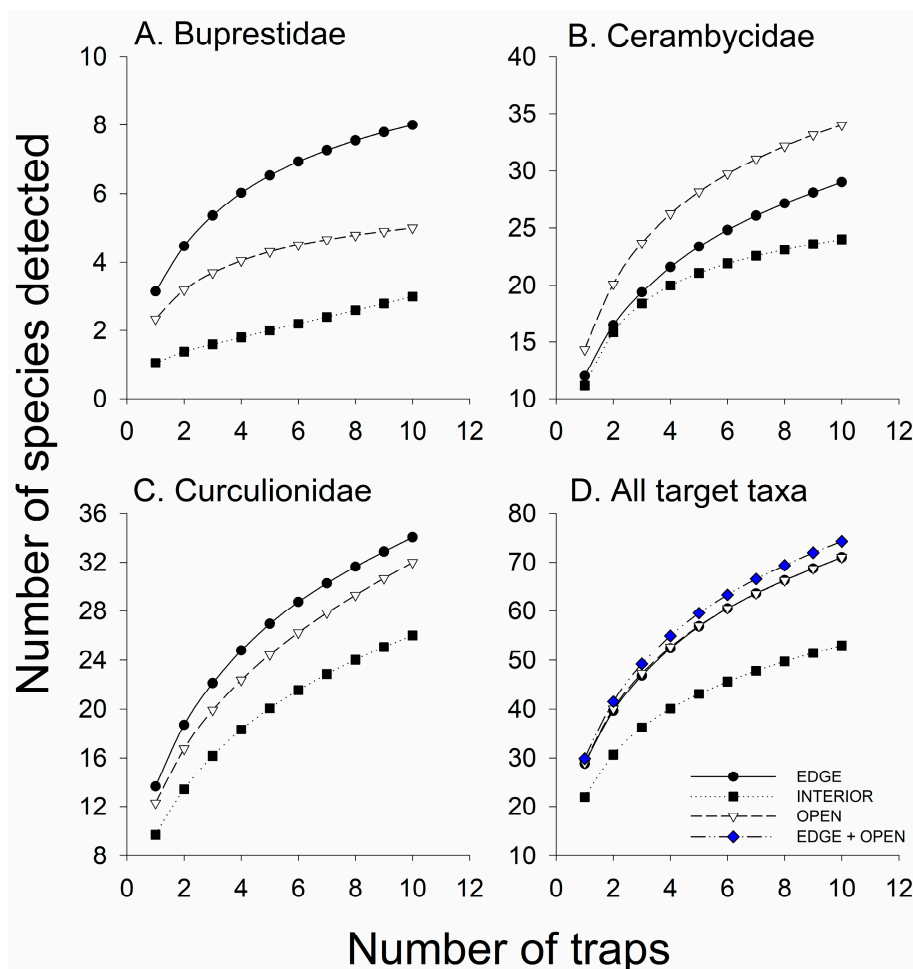 A. Buprestidae
B. Cerambycidae
10
8
6
4
2
0
0 2 4 6 8 10 12
40
35
30
25
20
15
10
0 2 4 6 8 10 12
Number of species detected
C. Curculionidae
D. All target taxa
36
32
28
24
20
16
12
8
0 2 4 6 8 10 12
80
70
60
50
40
30
20
10
EDGE
INTERIOR
OPEN
EDGE + OPEN
0 2 4 6 8 10 12
Number of traps